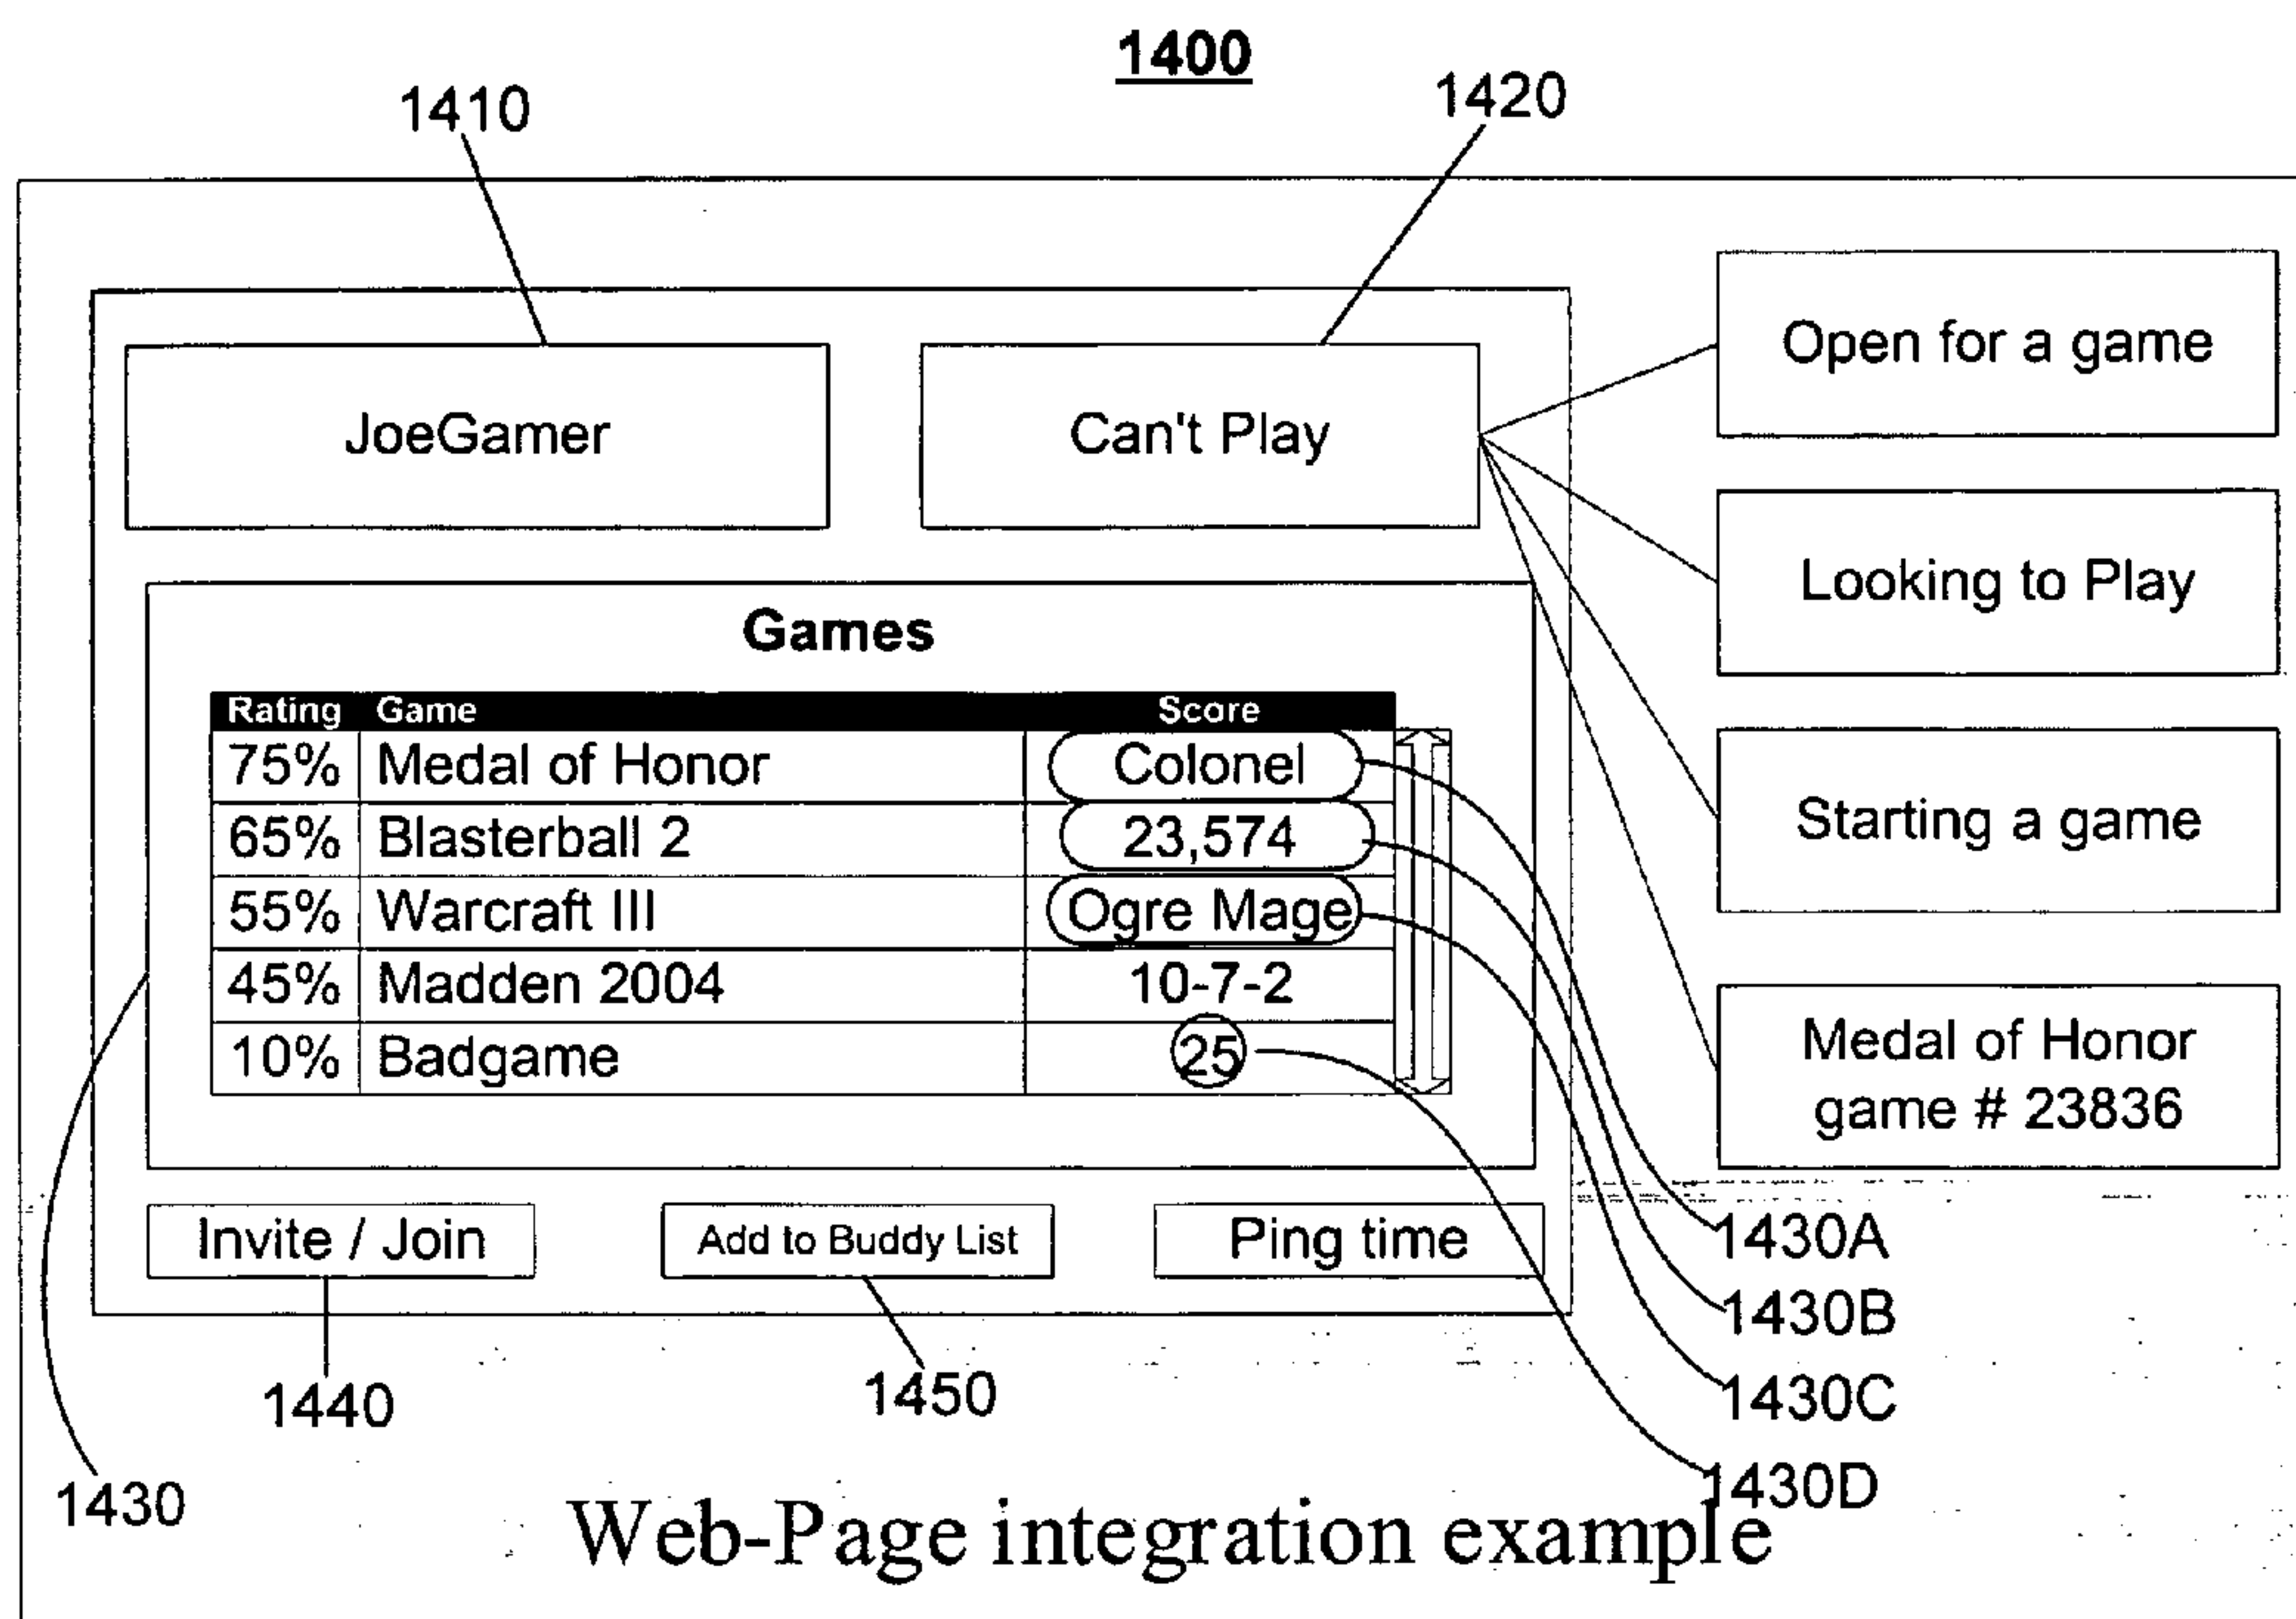 1400
1410
1420
JoeGamer
Can't Play
Open for a game
Looking to Play
Starting a game
Medal of Honor
game # 23836
Games
Rating Game Score
75% Medal of Honor Colonel
65% Blasterball 2 23,574
55% Warcraft III Ogre Mage
45% Madden 2004 10-7-2
10% Badgame 25
Invite / Join
Add to Buddy List
Ping time
1430A
1430B
1430C
1430D
1440
1450
1430
Web-Page integration example